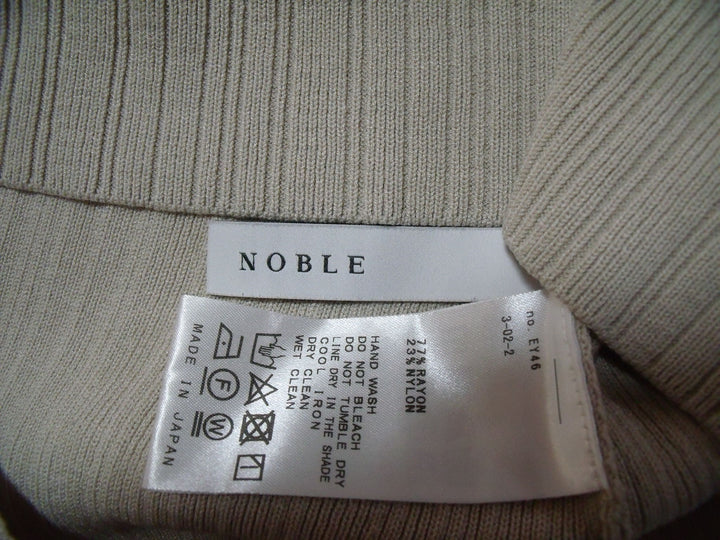 NOBLE
no. EY46
3-02-2
77% RAYON
23% NYLON
HAND WASH
DO NOT BLEACH
DO NOT TUMBLE DRY
LINE DRY IN THE SHADE
COOL IRON
DRY CLEAN
WET CLEAN
F
W
MADE IN JAPAN